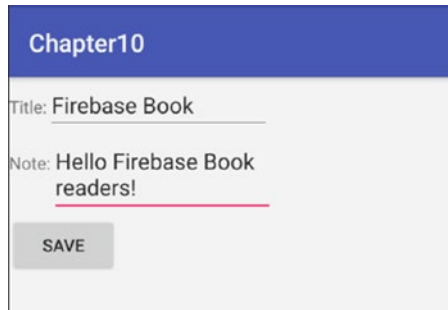 Chapter10
Title: Firebase Book
Note: Hello Firebase Book
readers!
SAVE